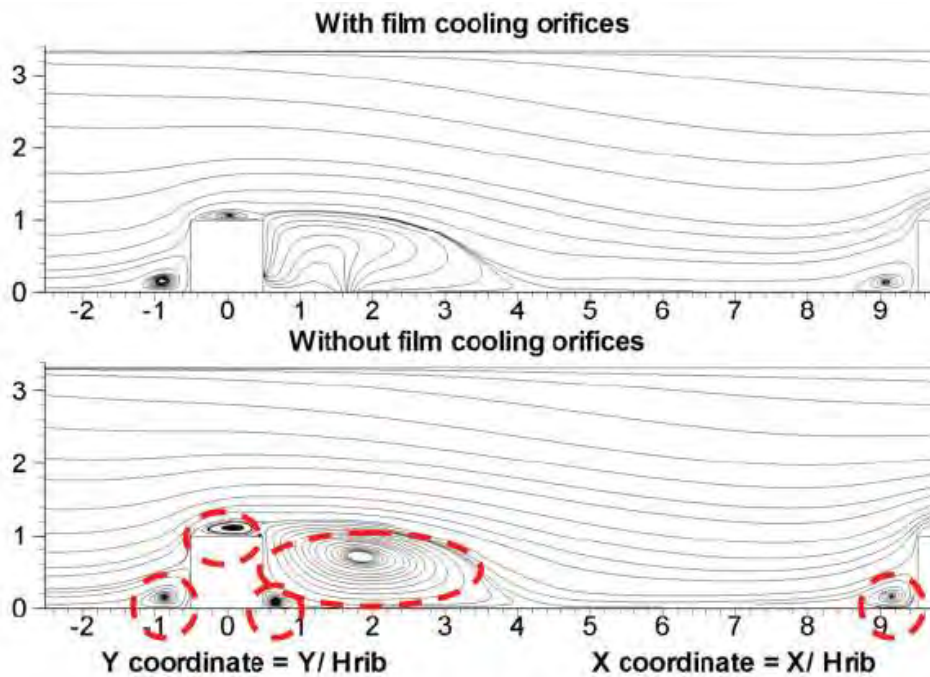 With film cooling orifices
3
2
1
0
-2 -1 0 1 2 3 4 5 6 7 8 9
Without film cooling orifices
3
2
1
0
-2 -1 0 1 2 3 4 5 6 7 8 9
Y coordinate = Y/ Hrib X coordinate = X/ Hrib